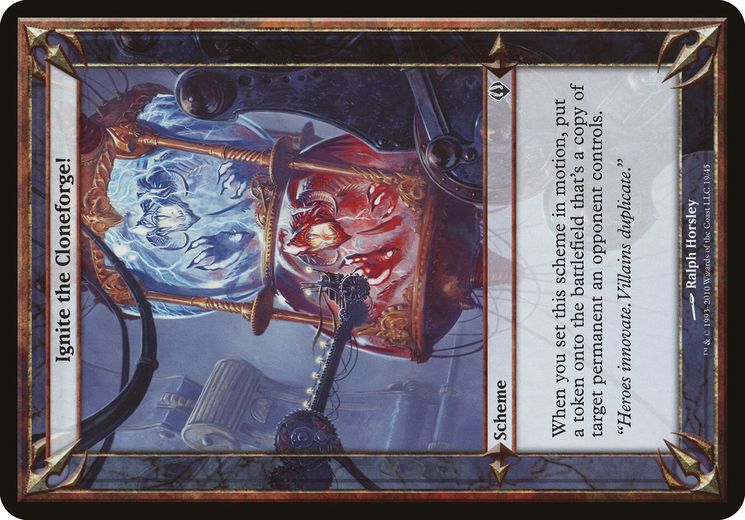 Ignite the Cloneforge!
Scheme
When you set this scheme in motion, put
a token onto the battlefield that's a copy of
target permanent an opponent controls.
"Heroes innovate. Villains duplicate."
Ralph Horsley
™ & © 1993–2010 Wizards of the Coast LLC 19/45